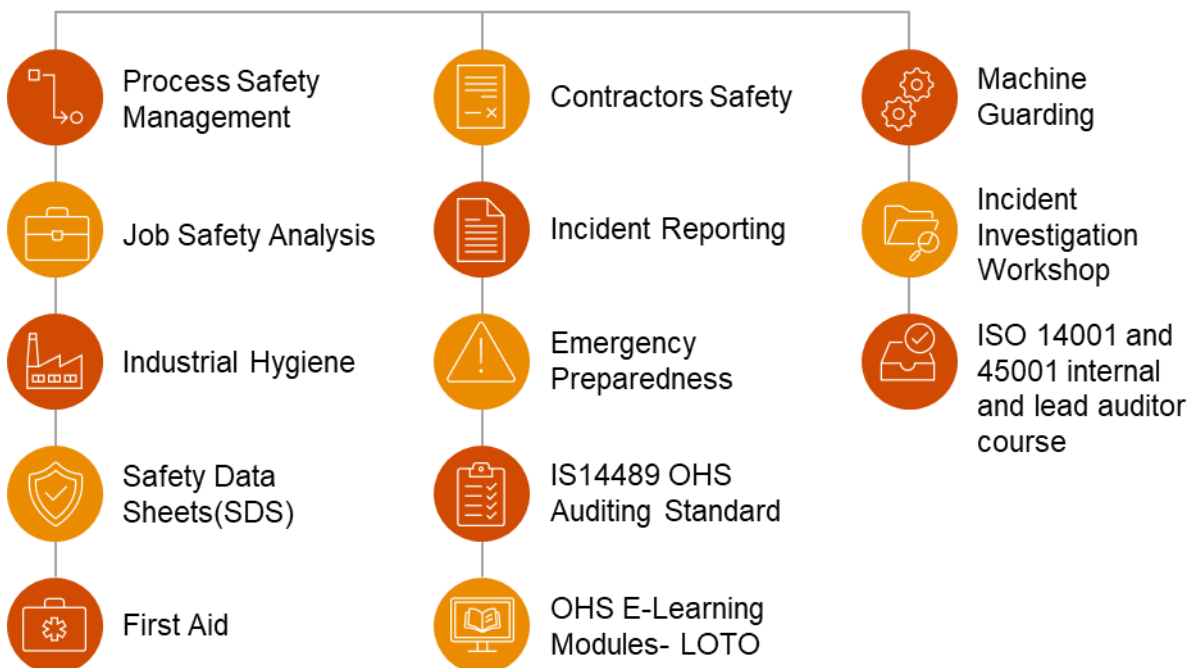 Process Safety
Management
Job Safety Analysis
Industrial Hygiene
Safety Data
Sheets(SDS)
First Aid
Contractors Safety
Incident Reporting
Emergency
Preparedness
IS14489 OHS
Auditing Standard
OHS E-Learning
Modules- LOTO
Machine
Guarding
Incident
Investigation
Workshop
ISO 14001 and
45001 internal
and lead auditor
course